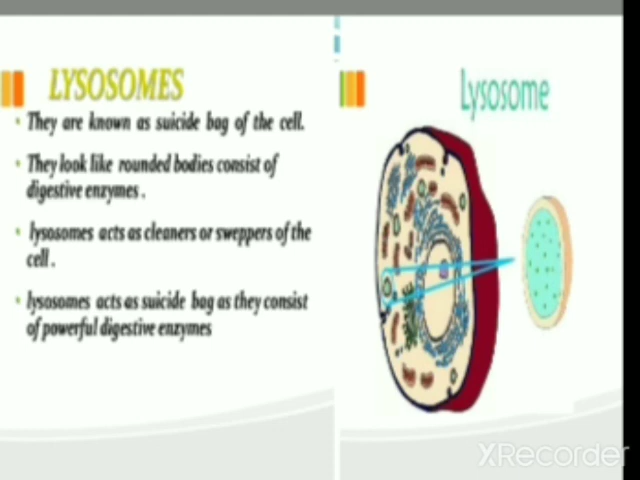 LYSOSOMES
They are known as suicide bag of the cell.
They look like rounded bodies consist of
digestive enzymes .
lysosomes acts as cleaners or sweppers of the
cell .
lysosomes acts as suicide bag as they consist
of powerful digestive enzymes
Lysosome
XRecorder